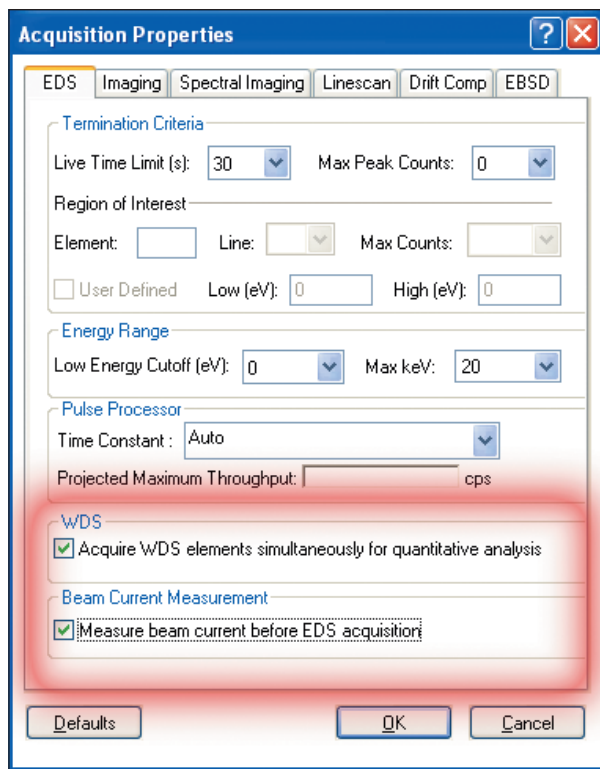 Acquisition Properties
EDS Imaging Spectral Imaging Linescan Drift Comp EBSD
Termination Criteria
Live Time Limit (s): 30 Max Peak Counts: 0
Region of Interest
Element: Line: Max Counts:
User Defined Low (eV): 0 High (eV): 0
Energy Range
Low Energy Cutoff (eV): 0 Max keV: 20
Pulse Processor
Time Constant : Auto
Projected Maximum Throughput: cps
WDS
Acquire WDS elements simultaneously for quantitative analysis
Beam Current Measurement
Measure beam current before EDS acquisition
Defaults OK Cancel